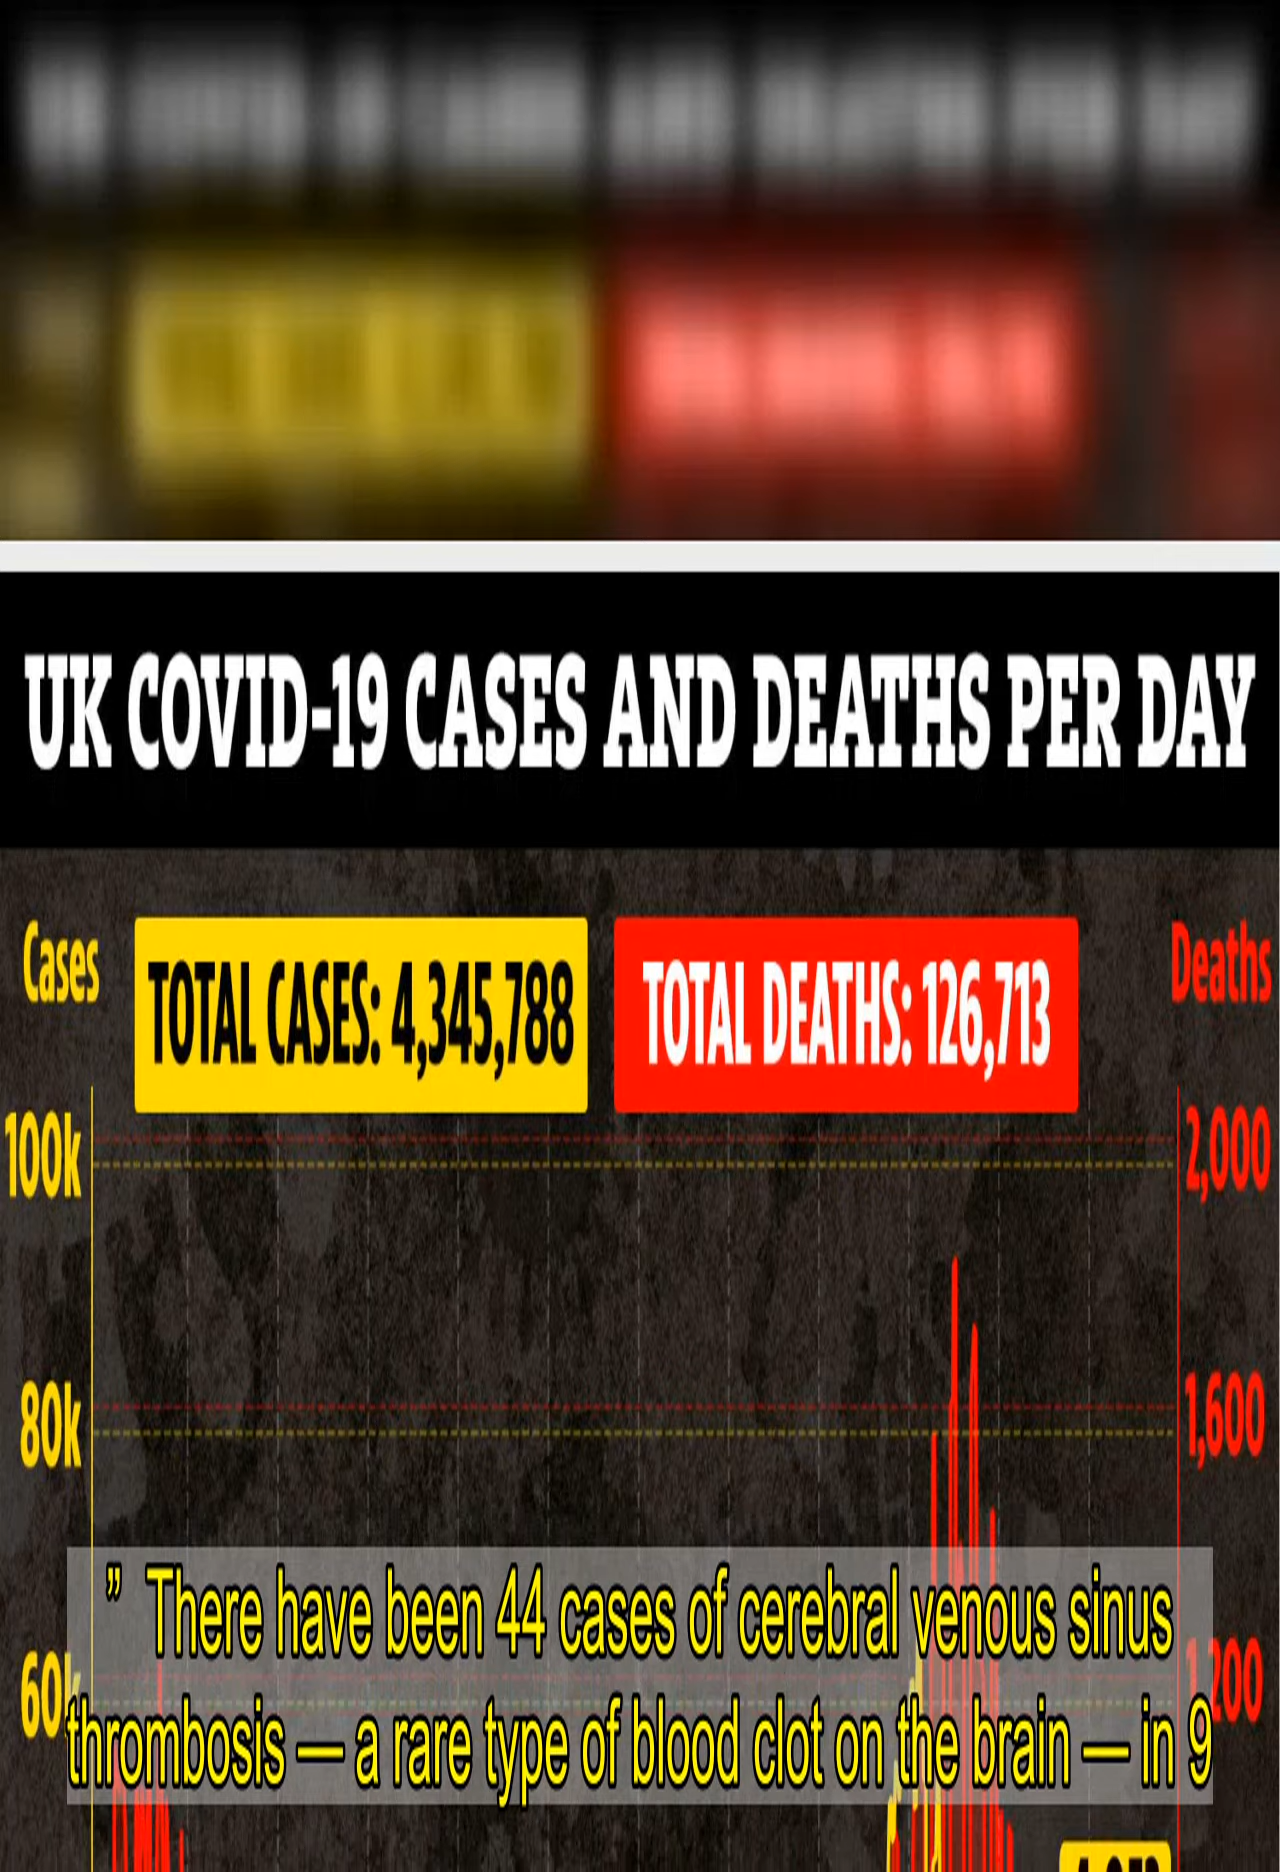 UK COVID-19 CASES AND DEATHS PER DAY
Cases
TOTAL CASES: 4,345,788
TOTAL DEATHS: 126,713
Deaths
100k
2,000
80k
1,600
” There have been 44 cases of cerebral venous sinus
60k
thrombosis — a rare type of blood clot on the brain — in 9